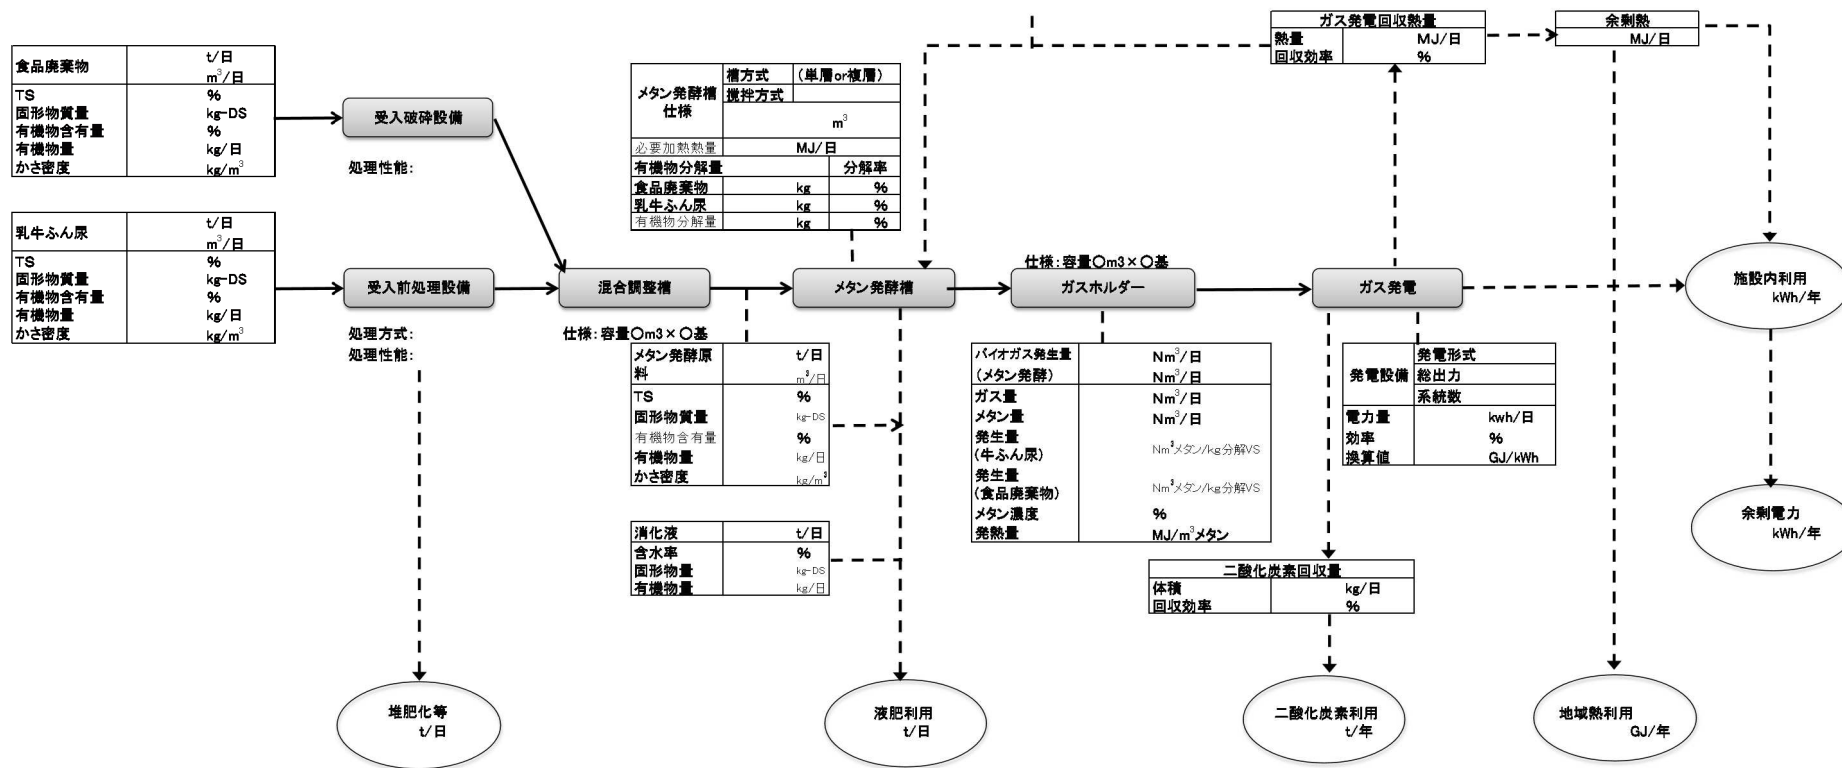 食品廃棄物 t/日
m³/日
TS %
固形物質量 kg-DS
有機物含有量 %
有機物量 kg/日
かさ密度 kg/m³
乳牛ふん尿 t/日
m³/日
TS %
固形物質量 kg-DS
有機物含有量 %
有機物量 kg/日
かさ密度 kg/m³
受入破砕設備
処理性能:
受入前処理設備
処理方式:
処理性能:
堆肥化等
t/日
混合調整槽
仕様:容量〇m3×〇基
メタン発酵槽
仕様
槽方式 (単層or複層)
撹拌方式
m³
必要加熱熱量 MJ/日
有機物分解量 分解率
食品廃棄物 kg %
乳牛ふん尿 kg %
有機物分解量 kg %
メタン発酵槽
メタン発酵原
料
t/日
m³/日
TS %
固形物質量 kg-DS
有機物含有量 %
有機物量 kg/日
かさ密度 kg/m³
消化液 t/日
含水率 %
固形物量 kg-DS
有機物量 kg/日
液肥利用
t/日
仕様:容量〇m3×〇基
ガスホルダー
バイオガス発生量 Nm³/日
(メタン発酵) Nm³/日
ガス量 Nm³/日
メタン量 Nm³/日
発生量
(牛ふん尿) Nm³メタン/kg分解VS
発生量
(食品廃棄物) Nm³メタン/kg分解VS
メタン濃度 %
発熱量 MJ/m³メタン
ガス発電回収熱量
熱量 MJ/日
回収効率 %
余剰熱
MJ/日
ガス発電
発電設備
発電形式
総出力
系統数
電力量 kwh/日
効率 %
換算値 GJ/kWh
二酸化炭素回収量
体積 kg/日
回収効率 %
二酸化炭素利用
t/年
地域熱利用
GJ/年
施設内利用
kWh/年
余剰電力
kWh/年